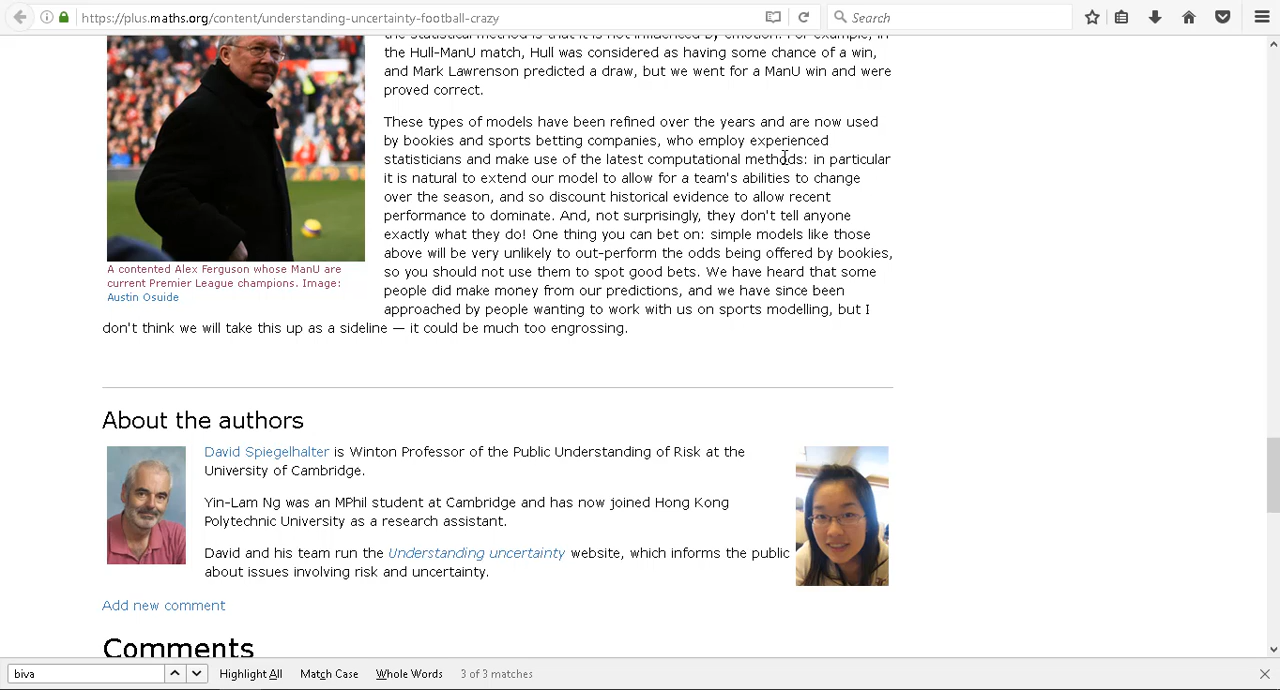 https://plus.maths.org/content/understanding-uncertainty-football-crazy
Search
the statistical method is that it is not influenced by emotion. For example, in
the Hull-ManU match, Hull was considered as having some chance of a win,
and Mark Lawrenson predicted a draw, but we went for a ManU win and were
proved correct.
These types of models have been refined over the years and are now used
by bookies and sports betting companies, who employ experienced
statisticians and make use of the latest computational methods: in particular
it is natural to extend our model to allow for a team's abilities to change
over the season, and so discount historical evidence to allow recent
performance to dominate. And, not surprisingly, they don't tell anyone
exactly what they do! One thing you can bet on: simple models like those
above will be very unlikely to out-perform the odds being offered by bookies,
so you should not use them to spot good bets. We have heard that some
people did make money from our predictions, and we have since been
approached by people wanting to work with us on sports modelling, but I
don't think we will take this up as a sideline — it could be much too engrossing.
A contented Alex Ferguson whose ManU are
current Premier League champions. Image:
Austin Osuide
About the authors
David Spiegelhalter is Winton Professor of the Public Understanding of Risk at the
University of Cambridge.
Yin-Lam Ng was an MPhil student at Cambridge and has now joined Hong Kong
Polytechnic University as a research assistant.
David and his team run the Understanding uncertainty website, which informs the public
about issues involving risk and uncertainty.
Add new comment
Comments
biva
Highlight All
Match Case
Whole Words
3 of 3 matches